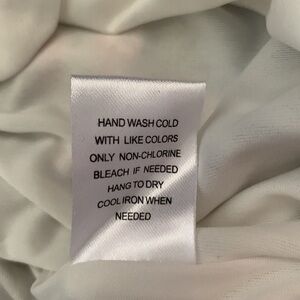 HAND WASH COLD
WITH LIKE COLORS
ONLY NON-CHLORINE
BLEACH IF NEEDED
HANG TO DRY
COOL IRON WHEN
NEEDED